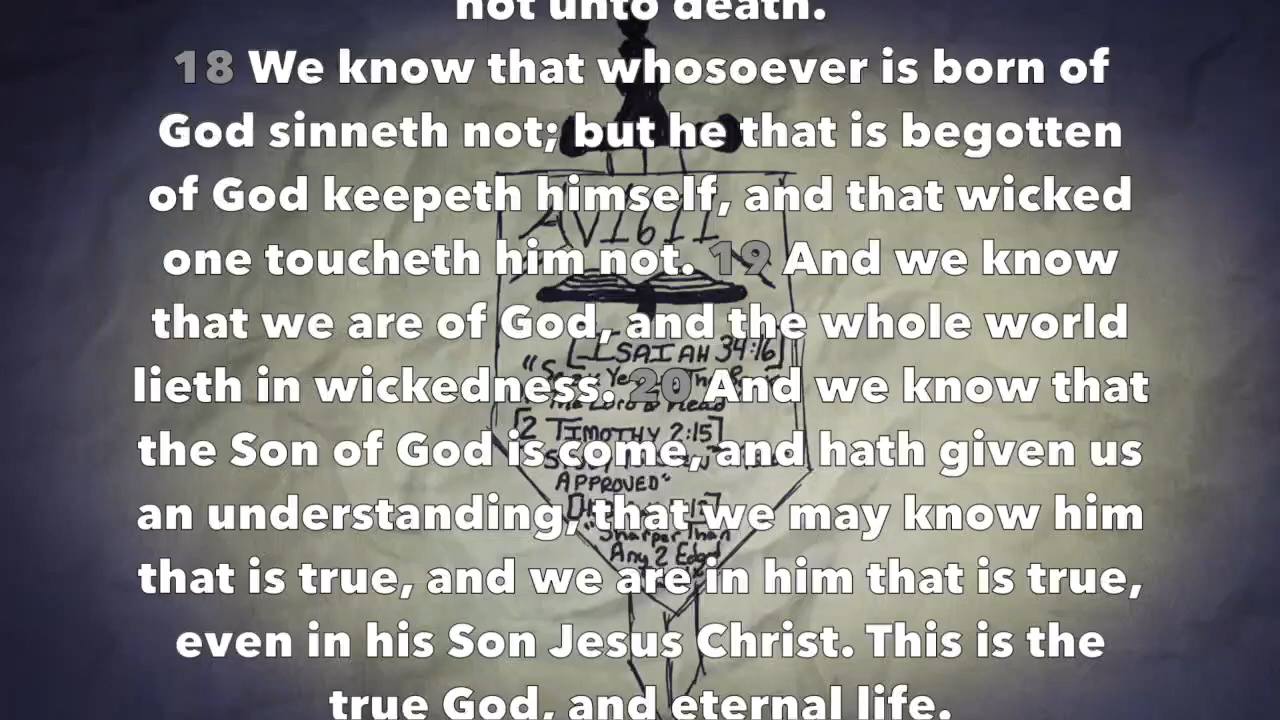 not unto death.
18 We know that whosoever is born of
God sinneth not; but he that is begotten
of God keepeth himself, and that wicked
AV1611
one toucheth him not. 19 And we know
that we are of God, and the whole world
[ISAIAH 34:16]
lieth in wickedness. 20 And we know that
The Lord & Read
[2 TIMOTHY 2:15]
the Son of God is come, and hath given us
APPROVED"
an understanding, that we may know him
"Sharper Than
Any 2 Edged
that is true, and we are in him that is true,
even in his Son Jesus Christ. This is the
true God, and eternal life.